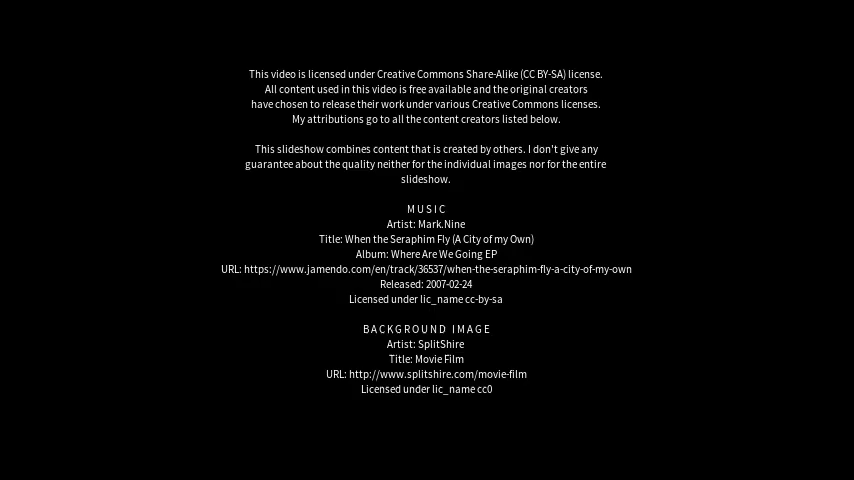 This video is licensed under Creative Commons Share-Alike (CC BY-SA) license.
All content used in this video is free available and the original creators
have chosen to release their work under various Creative Commons licenses.
My attributions go to all the content creators listed below.
This slideshow combines content that is created by others. I don't give any
guarantee about the quality neither for the individual images nor for the entire
slideshow.
MUSIC
Artist: Mark.Nine
Title: When the Seraphim Fly (A City of my Own)
Album: Where Are We Going EP
URL: https://www.jamendo.com/en/track/36537/when-the-seraphim-fly-a-city-of-my-own
Released: 2007-02-24
Licensed under lic_name cc-by-sa
BACKGROUND IMAGE
Artist: SplitShire
Title: Movie Film
URL: http://www.splitshire.com/movie-film
Licensed under lic_name cc0